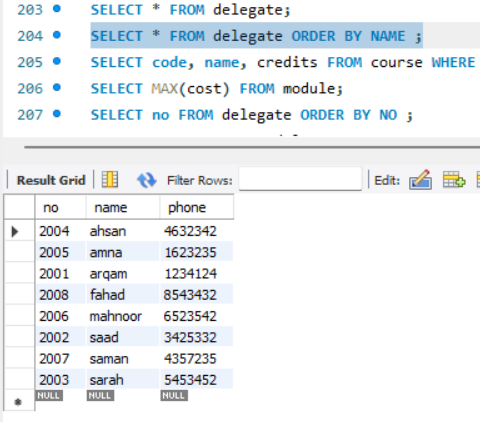 203 SELECT * FROM delegate;
204 SELECT * FROM delegate ORDER BY NAME ;
205 SELECT code, name, credits FROM course WHERE
206 SELECT MAX(cost) FROM module;
207 SELECT no FROM delegate ORDER BY NO ;
Result Grid Filter Rows: Edit:
no name phone
2004 ahsan 4632342
2005 amna 1623235
2001 arqam 1234124
2008 fahad 8543432
2006 mahnoor 6523542
2002 saad 3425332
2007 saman 4357235
2003 sarah 5453452
NULL NULL NULL